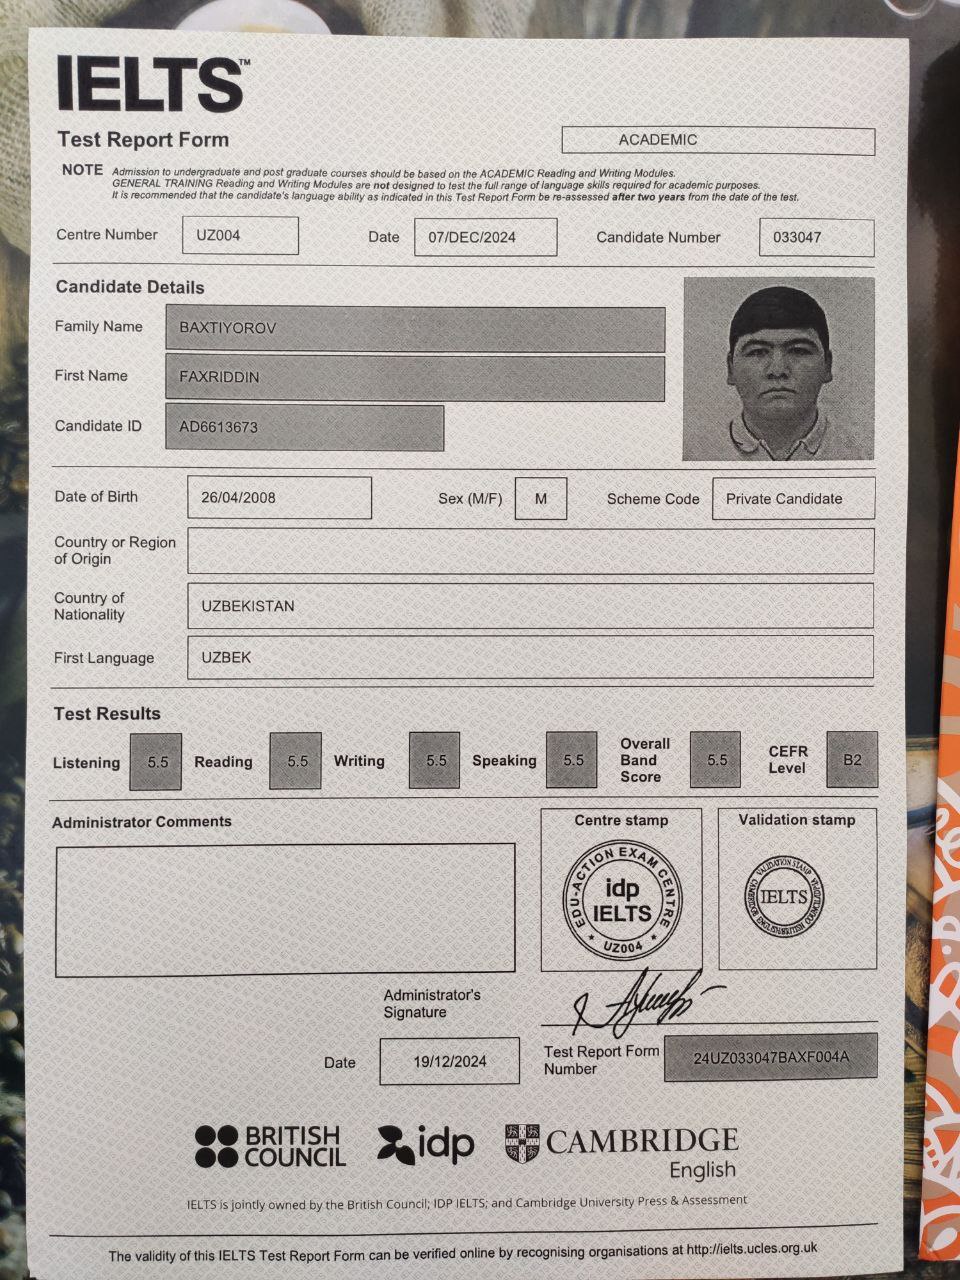 IELTS™
Test Report Form
ACADEMIC
NOTE Admission to undergraduate and post graduate courses should be based on the ACADEMIC Reading and Writing Modules.
GENERAL TRAINING Reading and Writing Modules are not designed to test the full range of language skills required for academic purposes.
It is recommended that the candidate's language ability as indicated in this Test Report Form be re-assessed after two years from the date of the test.
Centre Number UZ004 Date 07/DEC/2024 Candidate Number 033047
Candidate Details
Family Name BAXTIYOROV
First Name FAXRIDDIN
Candidate ID AD6613673
Date of Birth 26/04/2008 Sex (M/F) M Scheme Code Private Candidate
Country or Region
of Origin
Country of
Nationality
UZBEKISTAN
First Language UZBEK
Test Results
Listening 5.5 Reading 5.5 Writing 5.5 Speaking 5.5
Overall
Band
Score
5.5
CEFR
Level
B2
Administrator Comments
Centre stamp
EDU-ACTION EXAM CENTRE
idp
IELTS
UZ004
Validation stamp
VALIDATION STAMP
IELTS
Administrator's
Signature
Date 19/12/2024
Test Report Form
Number
24UZ033047BAXF004A
BRITISH
COUNCIL
idp
CAMBRIDGE
English
IELTS is jointly owned by the British Council; IDP IELTS; and Cambridge University Press & Assessment
The validity of this IELTS Test Report Form can be verified online by recognising organisations at http://ielts.ucles.org.uk